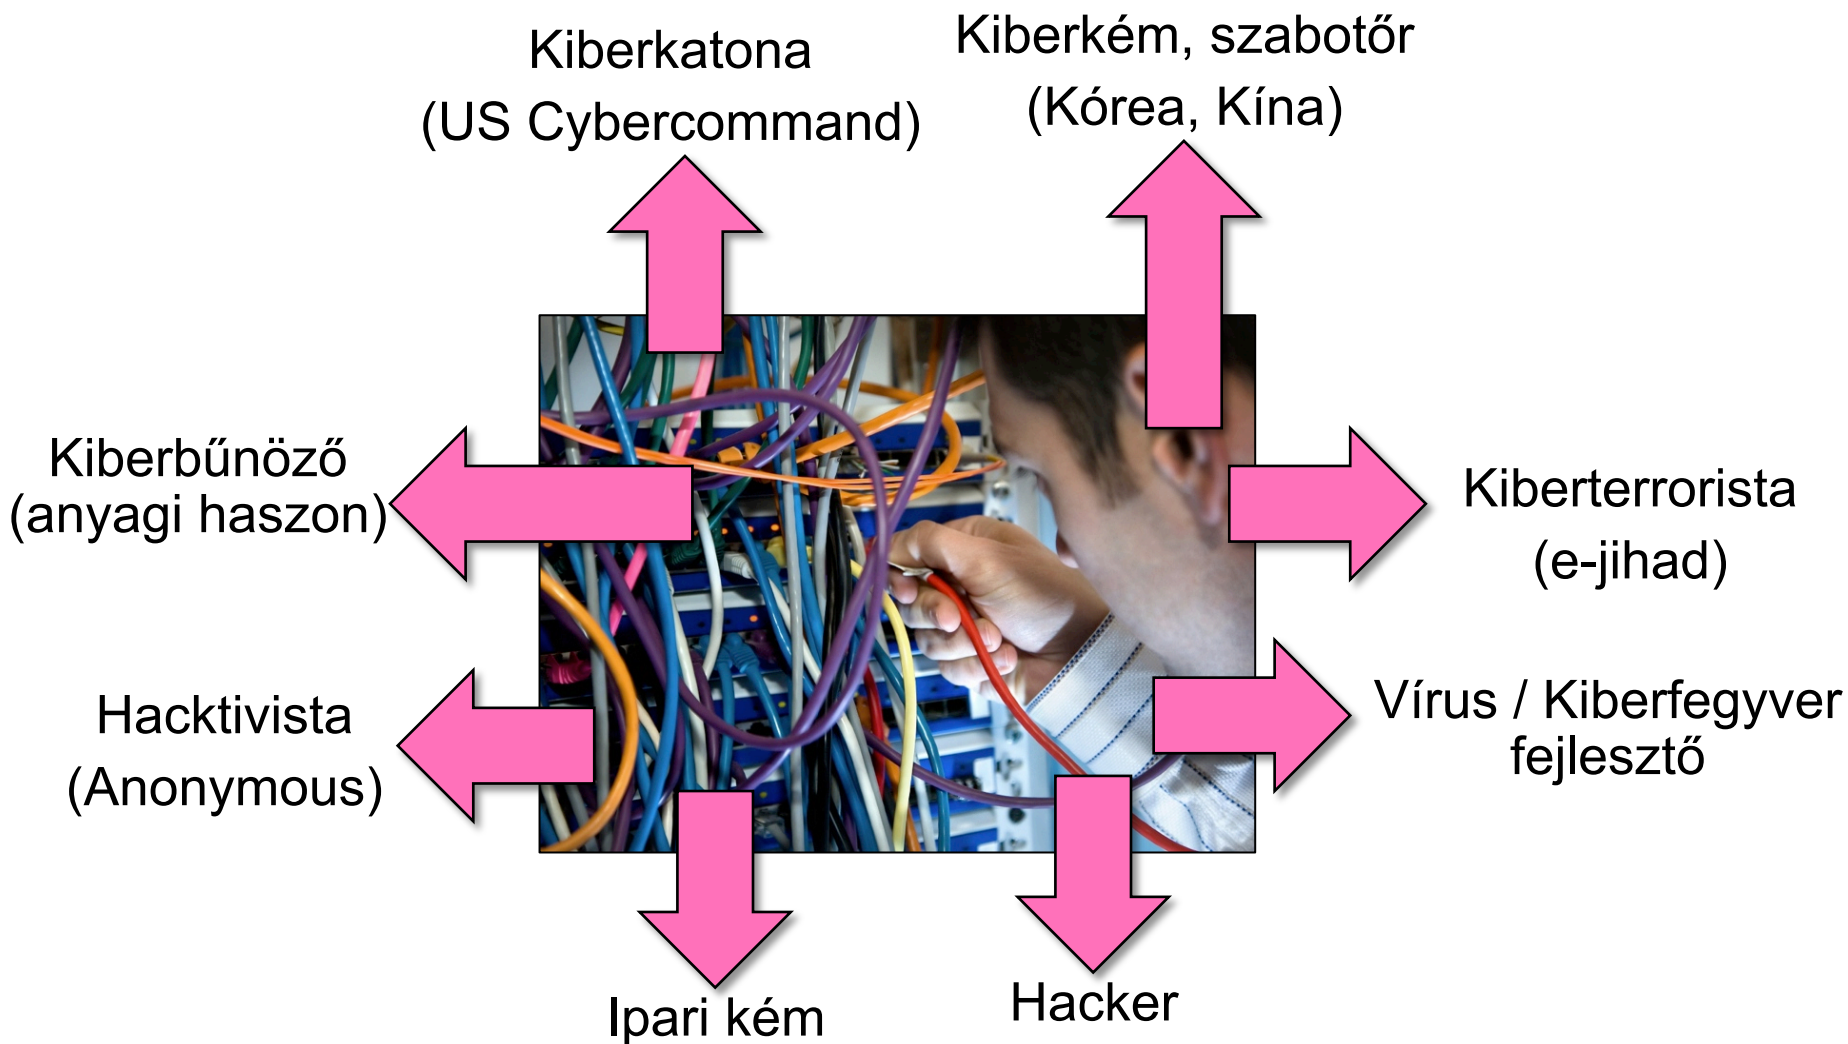 Kiberkatona
(US Cybercommand)
Kiberkém, szabotőr
(Kórea, Kína)
Kiberbűnöző
(anyagi haszon)
Kiberterrorista
(e-jihad)
Hacktivista
(Anonymous)
Vírus / Kiberfegyver
fejlesztő
Ipari kém
Hacker